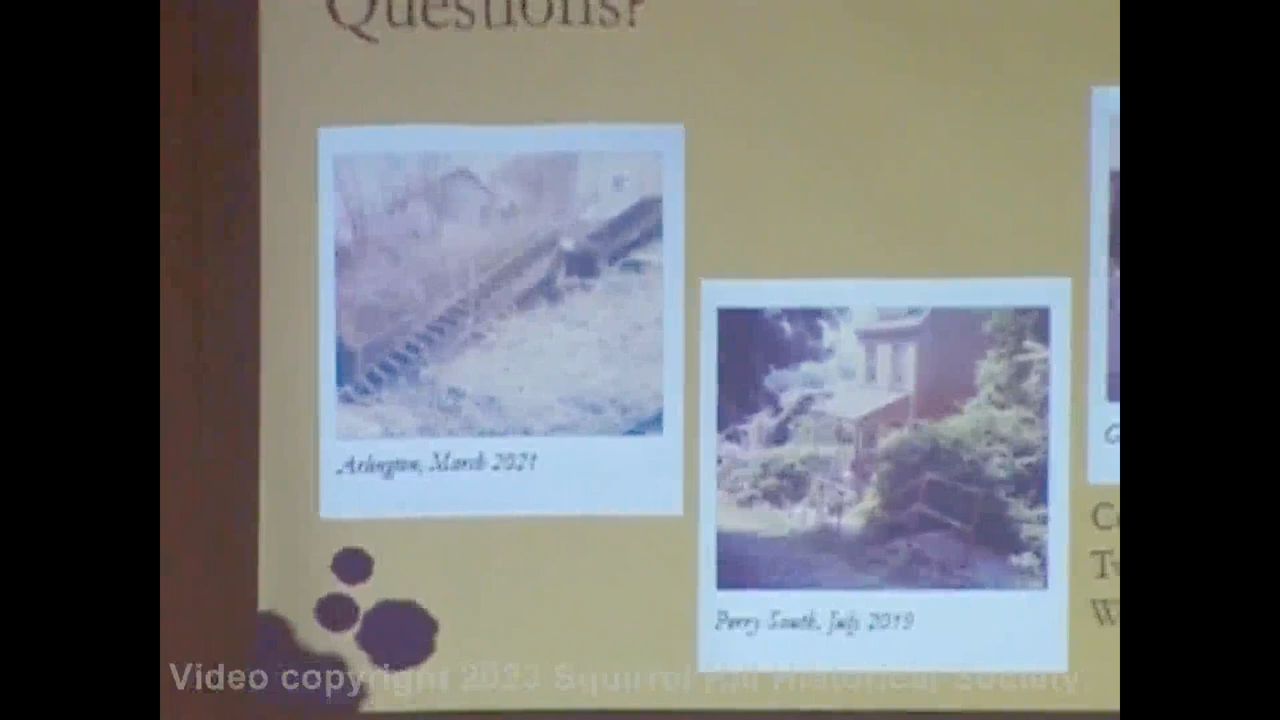 Questions?
Arlington, March 2021
Perry South, July 2019
Video copyright 2023 Squirrel Hill Historical Society